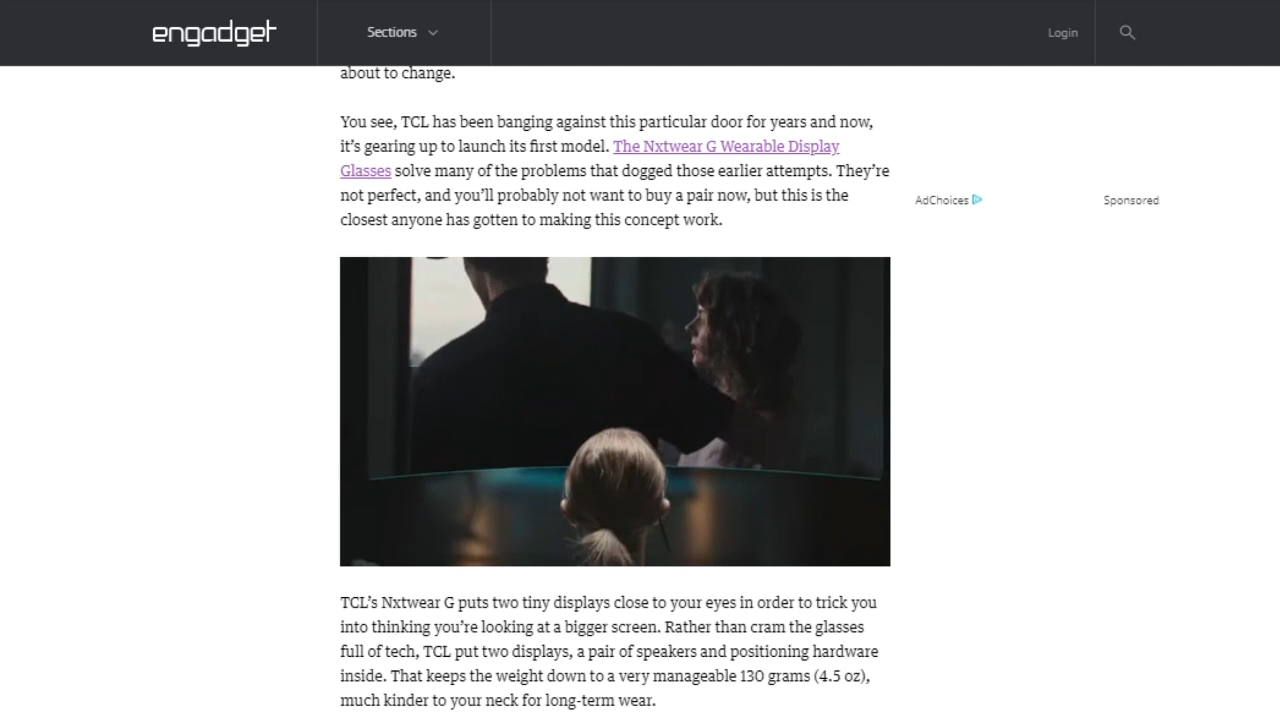 engadget
Sections
Login
about to change.
You see, TCL has been banging against this particular door for years and now,
it's gearing up to launch its first model. The Nxtwear G Wearable Display
Glasses solve many of the problems that dogged those earlier attempts. They're
not perfect, and you'll probably not want to buy a pair now, but this is the
closest anyone has gotten to making this concept work.
AdChoices
Sponsored
TCL's Nxtwear G puts two tiny displays close to your eyes in order to trick you
into thinking you're looking at a bigger screen. Rather than cram the glasses
full of tech, TCL put two displays, a pair of speakers and positioning hardware
inside. That keeps the weight down to a very manageable 130 grams (4.5 oz),
much kinder to your neck for long-term wear.